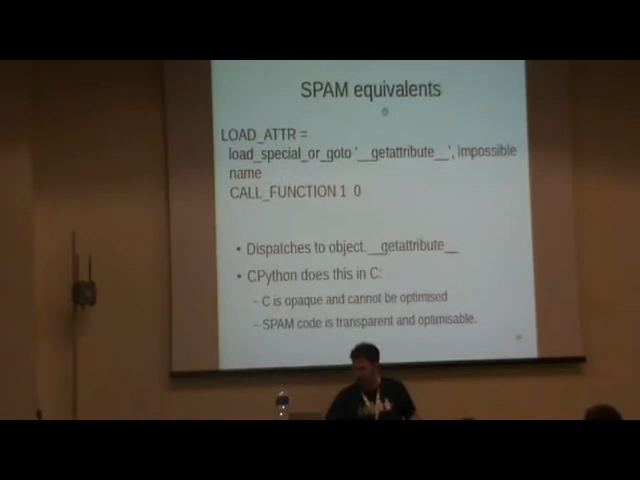 SPAM equivalents
LOAD_ATTR =
load_special_or_goto '__getattribute__', impossible
name
CALL_FUNCTION 1 0
• Dispatches to object.__getattribute__
• CPython does this in C:
– C is opaque and cannot be optimised
– SPAM code is transparent and optimisable.